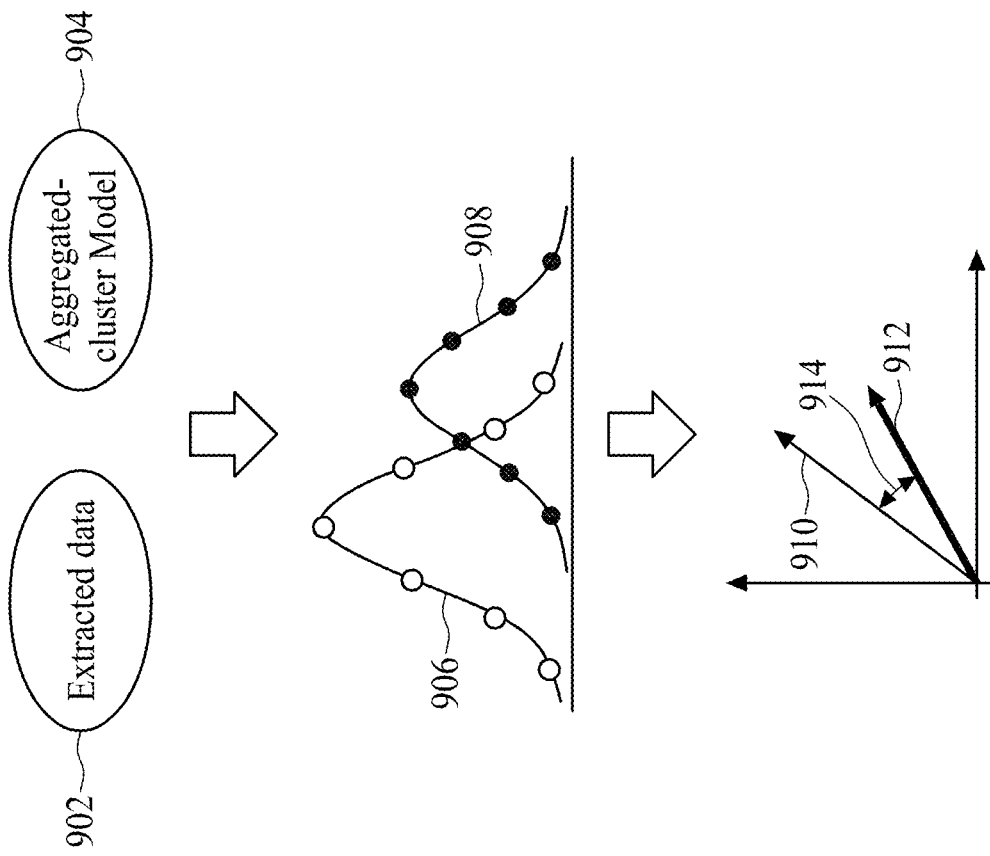 902
Extracted data
Aggregated-
cluster Model
904
906
908
910
914
912